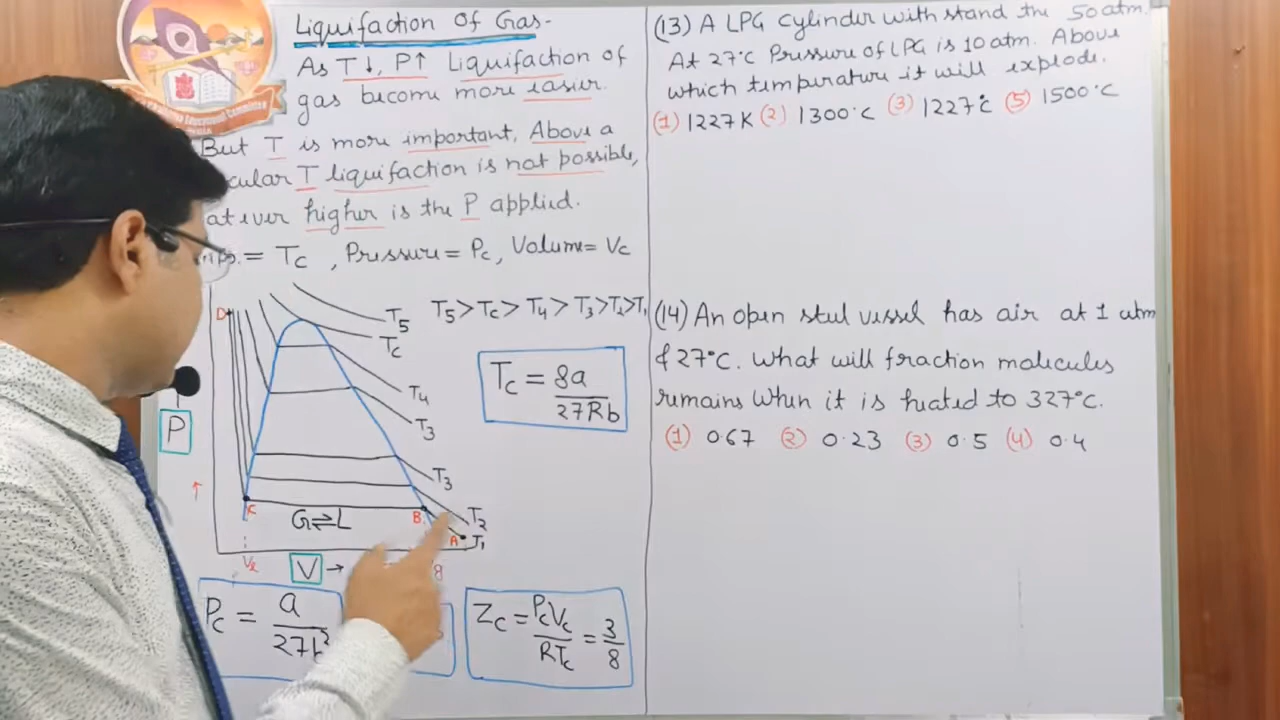 Liquifaction of Gas-
As T↓, P↑ Liquifaction of
gas become more easier.
But T is more important, Above a
cular T liquifaction is not possible,
at ever higher is the P applied.
= Tc , Pressure = Pc, Volume = Vc
D
T5
Tc
T4
T3
T3
T2
T1
T5 > Tc > T4 > T3 > T2 > T1
Tc = 8a / 27Rb
P
↑
C
G⇌L
B
A
Vl
V →
Pc = a / 27b²
Zc = PcVc / RTc = 3/8
(13) A LPG cylinder with stand the 50 atm.
At 27°C Pressure of LPG is 10 atm. Above
which temperature it will explode.
(1) 1227K (2) 1300°C (3) 1227°C (5) 1500°C
(14) An open steel vessel has air at 1 atm
& 27°C. What will fraction molecules
remains when it is heated to 327°C.
(1) 0.67 (2) 0.23 (3) 0.5 (4) 0.4